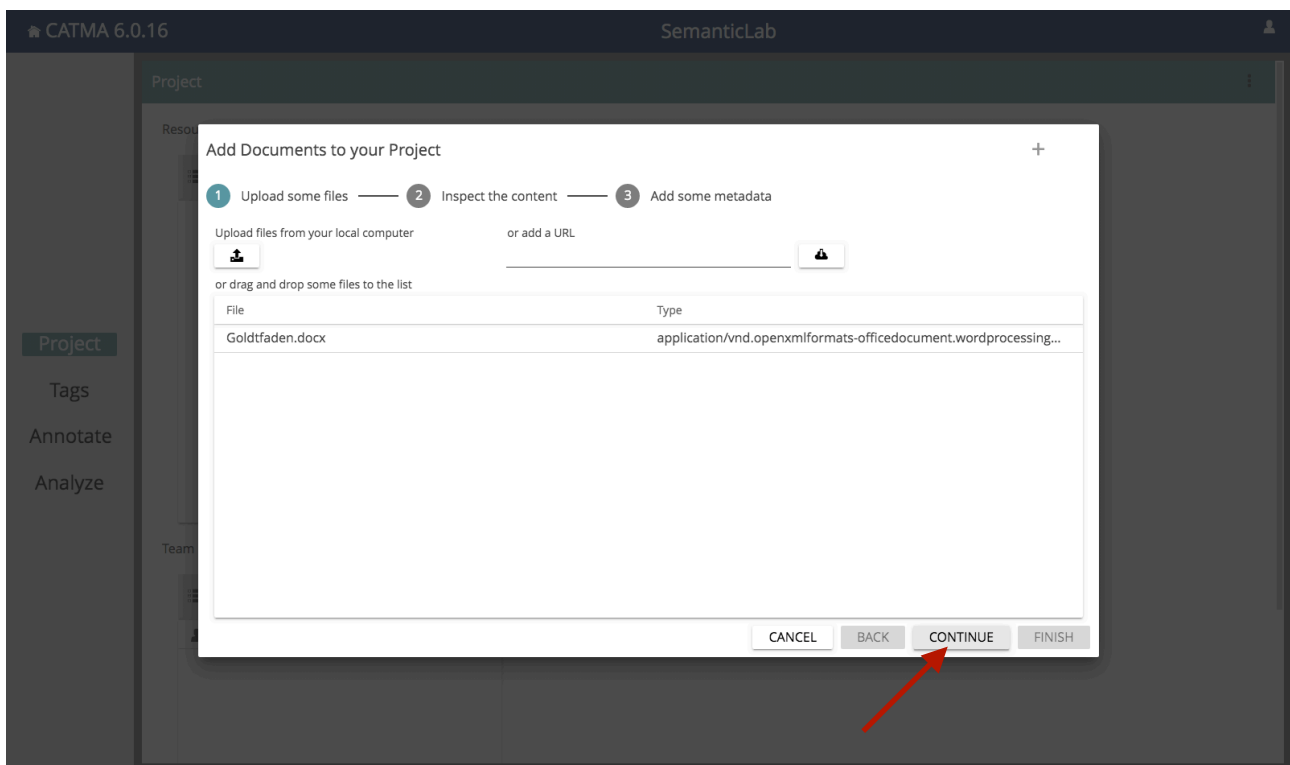 CATMA 6.0.16 SemanticLab
Project
Resou
Add Documents to your Project
1 Upload some files 2 Inspect the content 3 Add some metadata
Upload files from your local computer or add a URL
or drag and drop some files to the list
File Type
Goldtfaden.docx application/vnd.openxmlformats-officedocument.wordprocessing...
Project
Tags
Annotate
Analyze
Team
CANCEL BACK CONTINUE FINISH